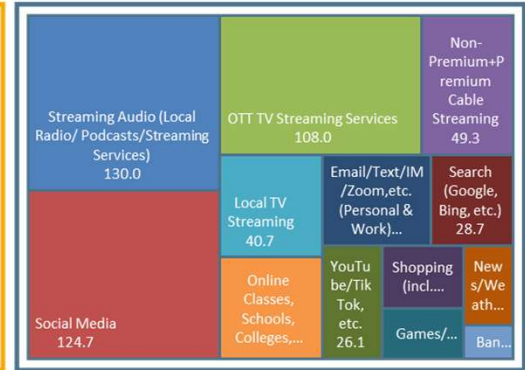 Streaming Audio (Local
Radio/ Podcasts/Streaming
Services)
130.0
Social Media
124.7
OTT TV Streaming Services
108.0
Non-
Premium+P
remium
Cable
Streaming
49.3
Local TV
Streaming
40.7
Online
Classes,
Schools,
Colleges,...
Email/Text/IM
/Zoom,etc.
(Personal &
Work)...
Search
(Google,
Bing, etc.)
28.7
YouTu
be/Tik
Tok,
etc.
26.1
Shopping
(incl....
Games/...
New
s/We
ath...
Ban...